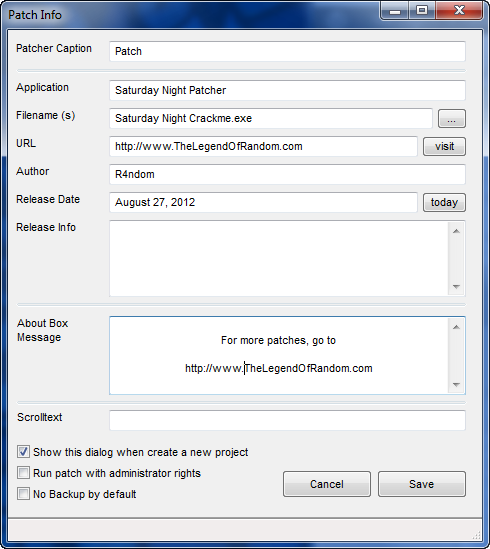 Patch Info
Patcher Caption Patch
Application Saturday Night Patcher
Filename (s) Saturday Night Crackme.exe ...
URL http://www.TheLegendOfRandom.com visit
Author R4ndom
Release Date August 27, 2012 today
Release Info
About Box
Message
For more patches, go to
http://www.TheLegendOfRandom.com
Scrolltext
Show this dialog when create a new project
Run patch with administrator rights
No Backup by default
Cancel Save